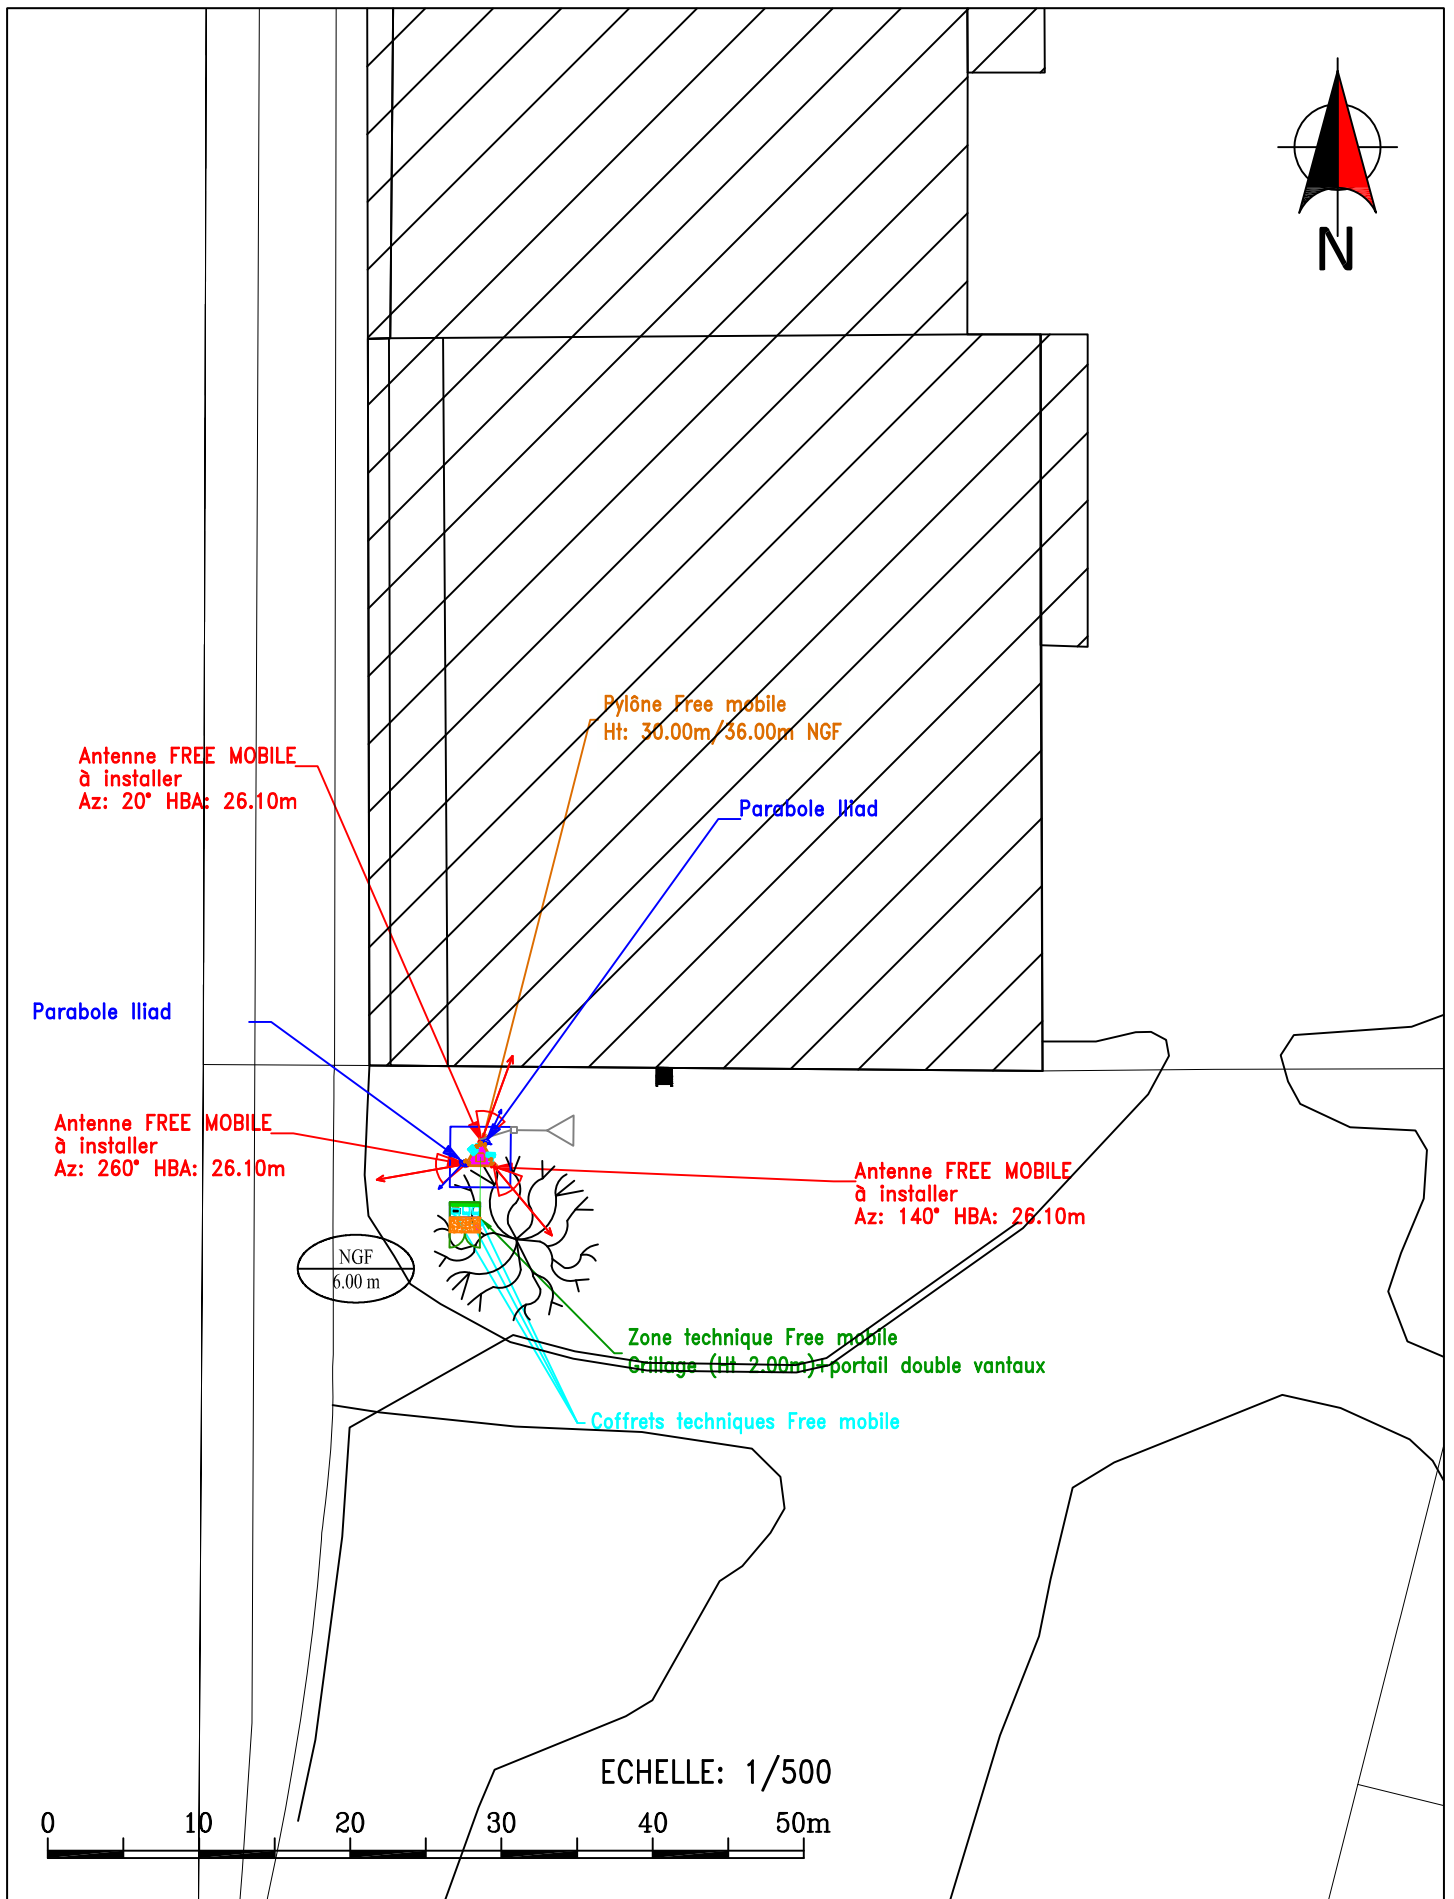 N
Pylône Free mobile
Ht: 30.00m/36.00m NGF
Antenne FREE MOBILE
à installer
Az: 20° HBA: 26.10m
Parabole Iliad
Parabole Iliad
Antenne FREE MOBILE
à installer
Az: 260° HBA: 26.10m
Antenne FREE MOBILE
à installer
Az: 140° HBA: 26.10m
NGF
6.00 m
Zone technique Free mobile
Grillage (Ht 2.00m)+portail double vantaux
Coffrets techniques Free mobile
ECHELLE: 1/500
0 10 20 30 40 50m